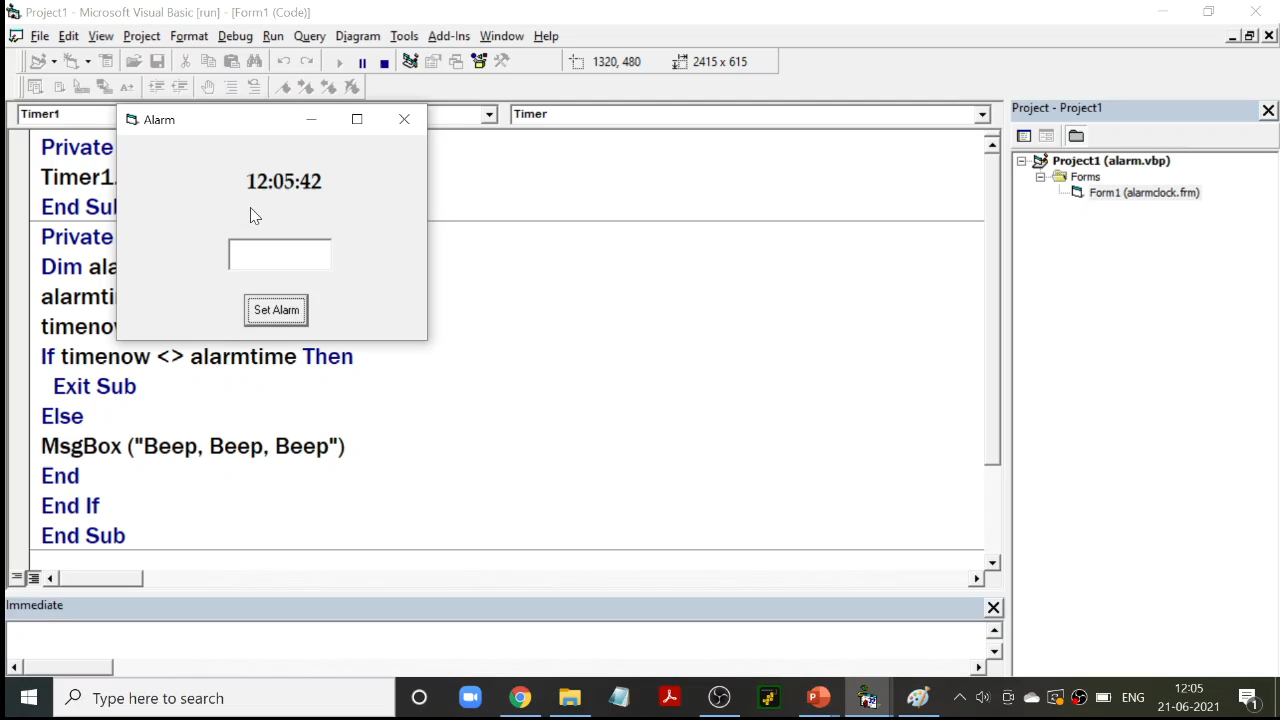 Project1 - Microsoft Visual Basic [run] - [Form1 (Code)]
File Edit View Project Format Debug Run Query Diagram Tools Add-Ins Window Help
1320, 480 2415 x 615
Timer1 Timer
Project - Project1
Alarm
12:05:42
Set Alarm
Private
Timer1.
End Sub
Private
Dim ala
alarmti
timenow
If timenow <> alarmtime Then
Exit Sub
Else
MsgBox ("Beep, Beep, Beep")
End
End If
End Sub
Project1 (alarm.vbp)
Forms
Form1 (alarmclock.frm)
Immediate
Type here to search
ENG
12:05
21-06-2021
1